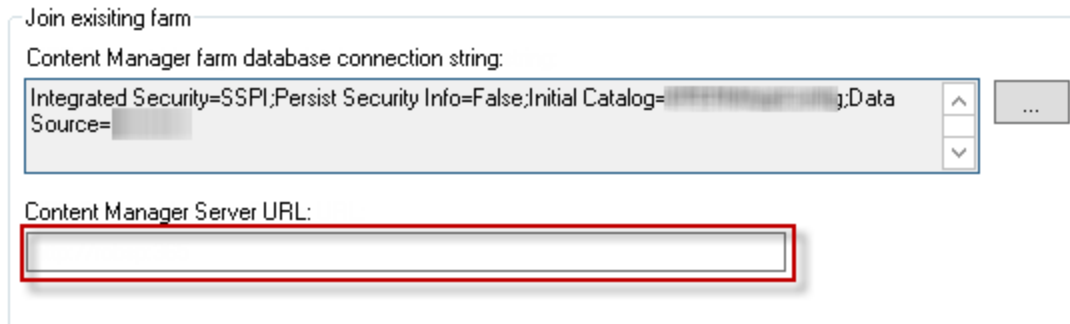 Join exisiting farm
Content Manager farm database connection string:
Integrated Security=SSPI;Persist Security Info=False;Initial Catalog= ;Data
Source=
...
Content Manager Server URL: